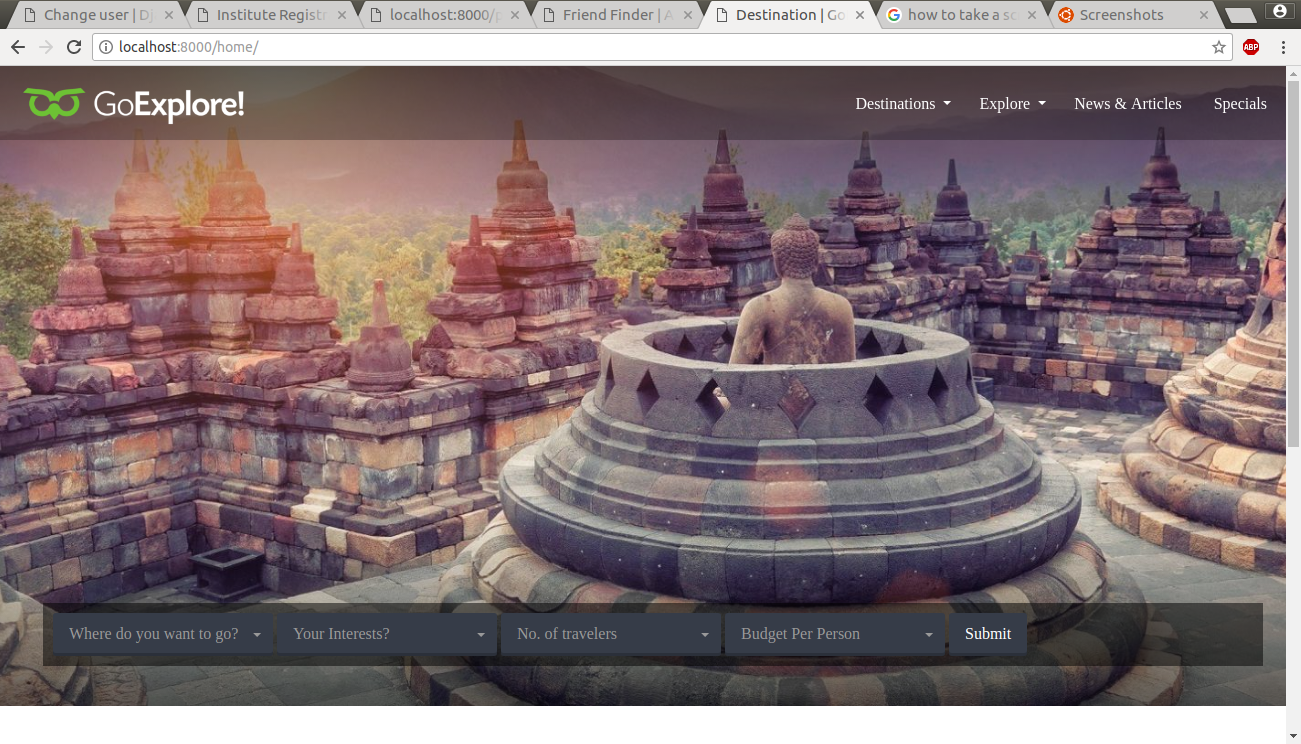 Change user | Dj
Institute Registr
localhost:8000/p
Friend Finder | A
Destination | Go
how to take a sc
Screenshots
localhost:8000/home/
ABP
GoExplore!
Destinations
Explore
News & Articles
Specials
Where do you want to go?
Your Interests?
No. of travelers
Budget Per Person
Submit